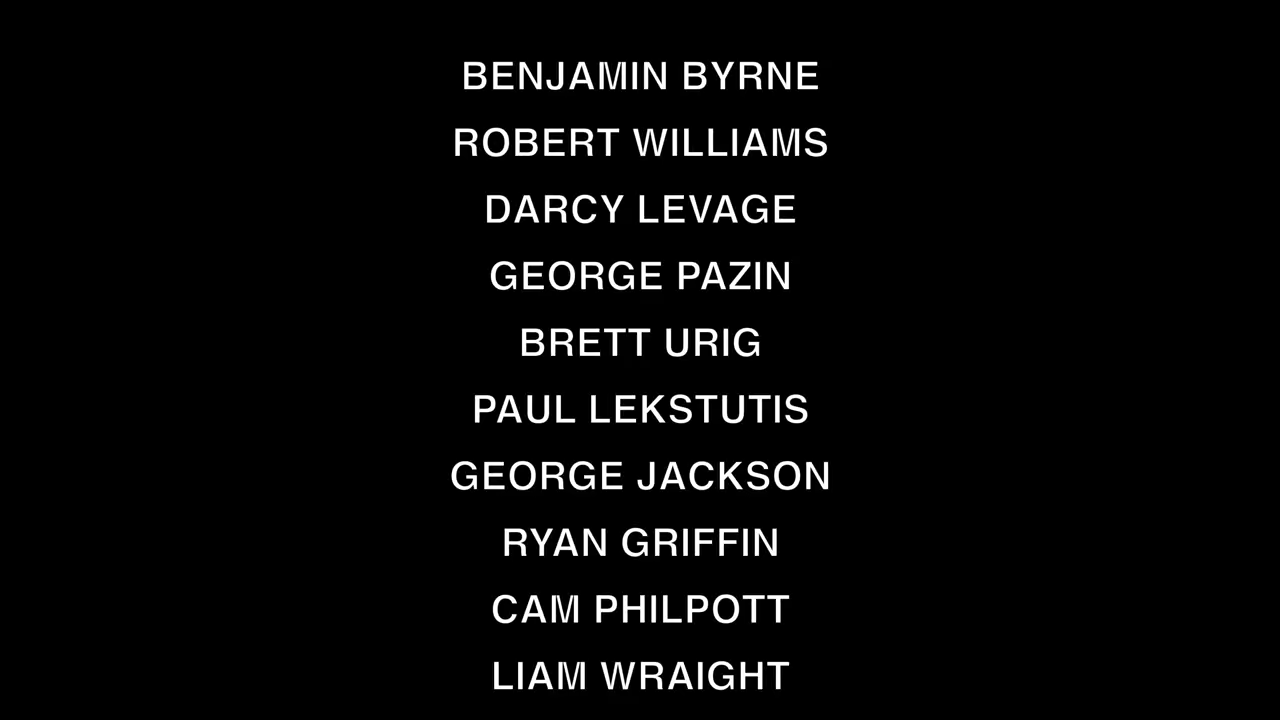 BENJAMIN BYRNE
ROBERT WILLIAMS
DARCY LEVAGE
GEORGE PAZIN
BRETT URIG
PAUL LEKSTUTIS
GEORGE JACKSON
RYAN GRIFFIN
CAM PHILPOTT
LIAM WRAIGHT